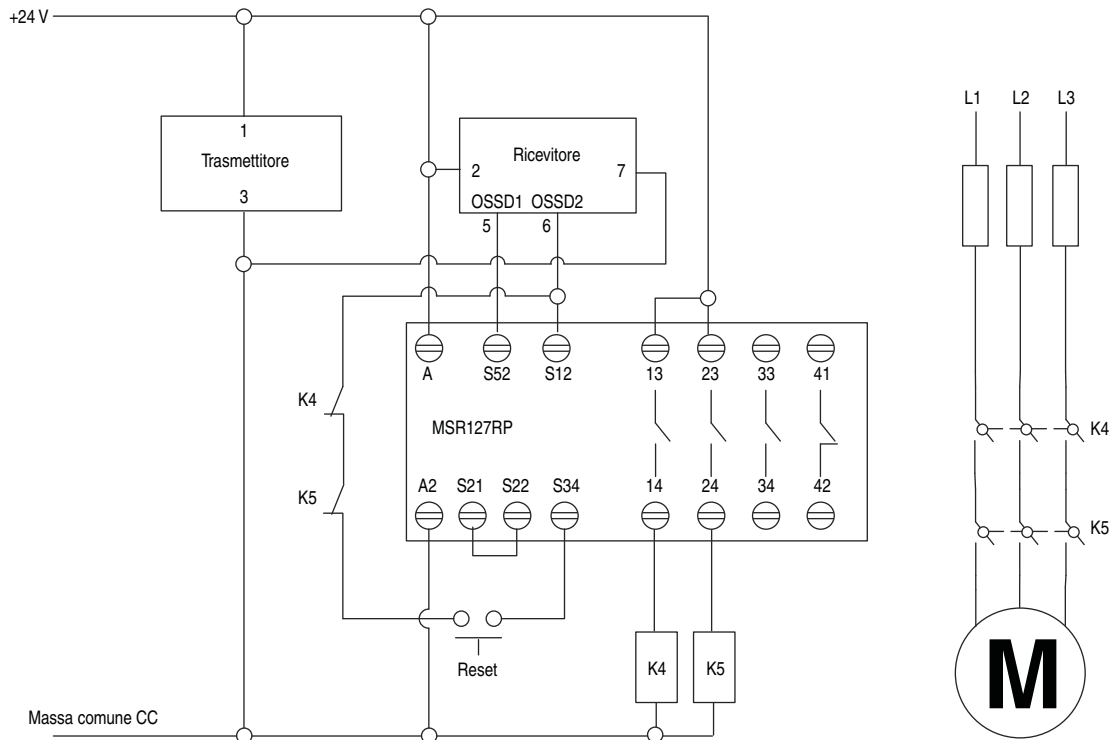 +24 V
L1 L2 L3
1
Trasmettitore
3
Ricevitore
2 7
OSSD1 OSSD2
5 6
A S52 S12 13 23 33 41
K4
MSR127RP
K4
K5
A2 S21 S22 S34 14 24 34 42
K5
Reset
K4 K5
M
Massa comune CC